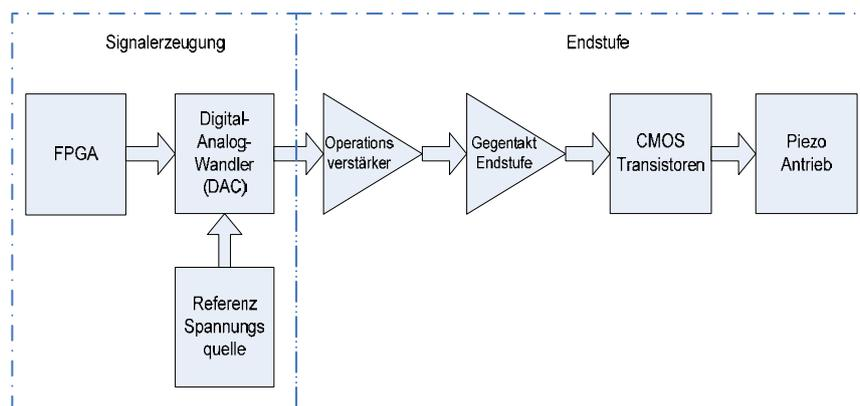 Signalerzeugung
Endstufe
FPGA
Digital-
Analog-
Wandler
(DAC)
Operations
verstärker
Gegentakt
Endstufe
CMOS
Transistoren
Piezo
Antrieb
Referenz
Spannungs
quelle